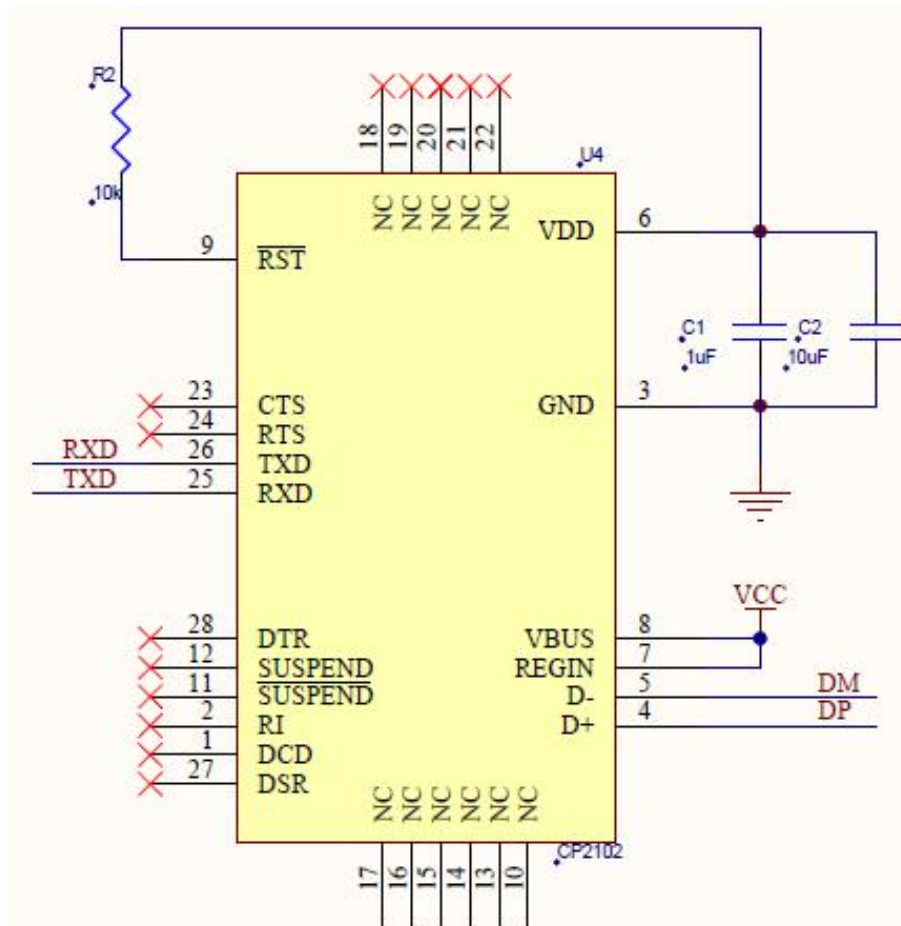 R2
10k
18
19
20
21
22
U4
NC
NC
NC
NC
NC
VDD
6
9
RST
C1
1uF
C2
10uF
23
CTS
24
RTS
RXD
26
TXD
TXD
25
RXD
GND
3
VCC
28
DTR
VBUS
8
12
SUSPEND
REGIN
7
11
SUSPEND
D-
5
DM
2
RI
D+
4
DP
1
DCD
27
DSR
NC
NC
NC
NC
NC
NC
CP2102
17
16
15
14
13
10